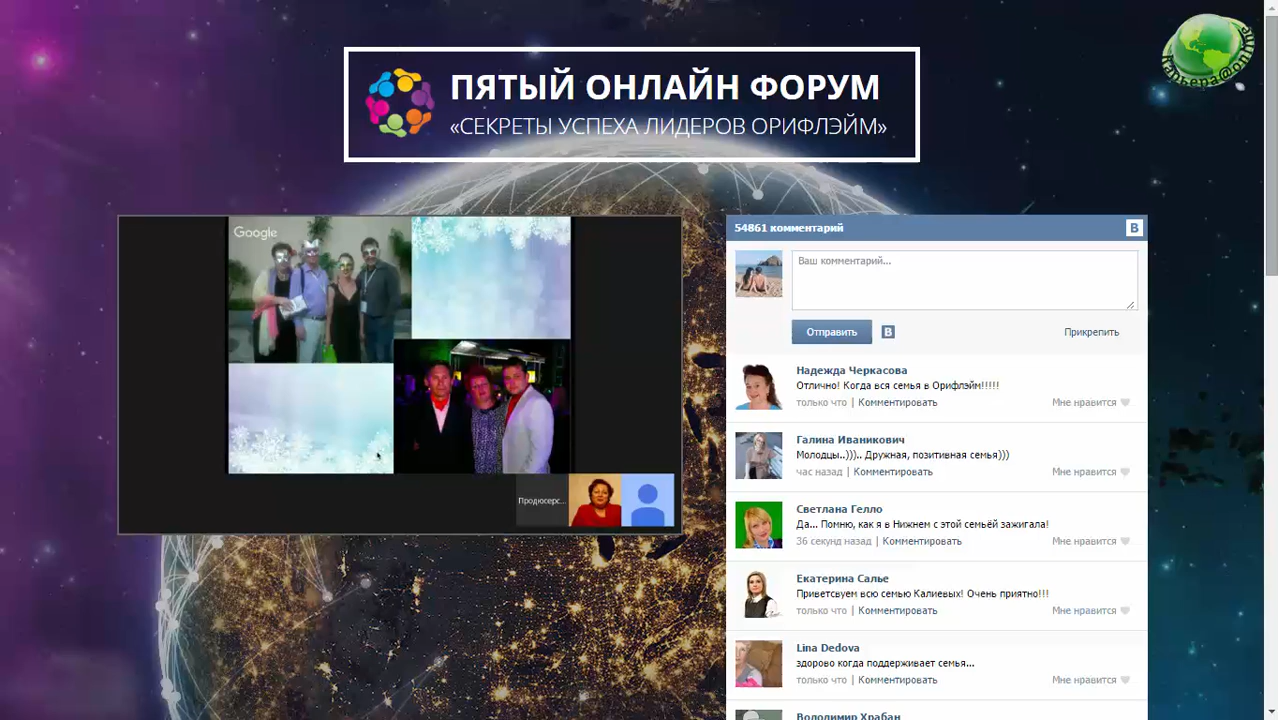 карьера@online
ПЯТЫЙ ОНЛАЙН ФОРУМ
«СЕКРЕТЫ УСПЕХА ЛИДЕРОВ ОРИФЛЭЙМ»
Google
Продюсерс...
54861 комментарий
B
Ваш комментарий...
Отправить
B
Прикрепить
Надежда Черкасова
Отлично! Когда вся семья в Орифлэйм!!!!!
только что | Комментировать
Мне нравится
Галина Иваникович
Молодцы..))).. Дружная, позитивная семья)))
час назад | Комментировать
Мне нравится
Светлана Гелло
Да... Помню, как я в Нижнем с этой семьёй зажигала!
36 секунд назад | Комментировать
Мне нравится
Екатерина Салье
Приветсвуем всю семью Калиевых! Очень приятно!!!
только что | Комментировать
Мне нравится
Lina Dedova
здорово когда поддерживает семья...
только что | Комментировать
Мне нравится
Володимир Храбан